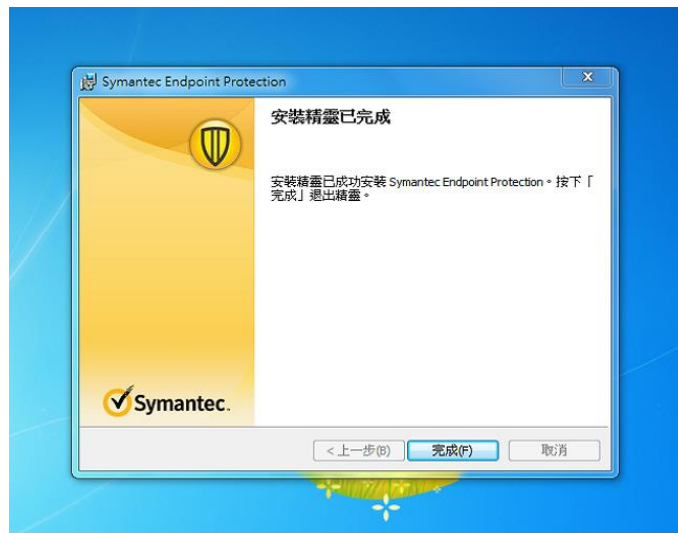 Symantec Endpoint Protection
安裝精靈已完成
安裝精靈已成功安裝 Symantec Endpoint Protection。按下「
完成」退出精靈。
Symantec.
<上一步(B)
完成(F)
取消